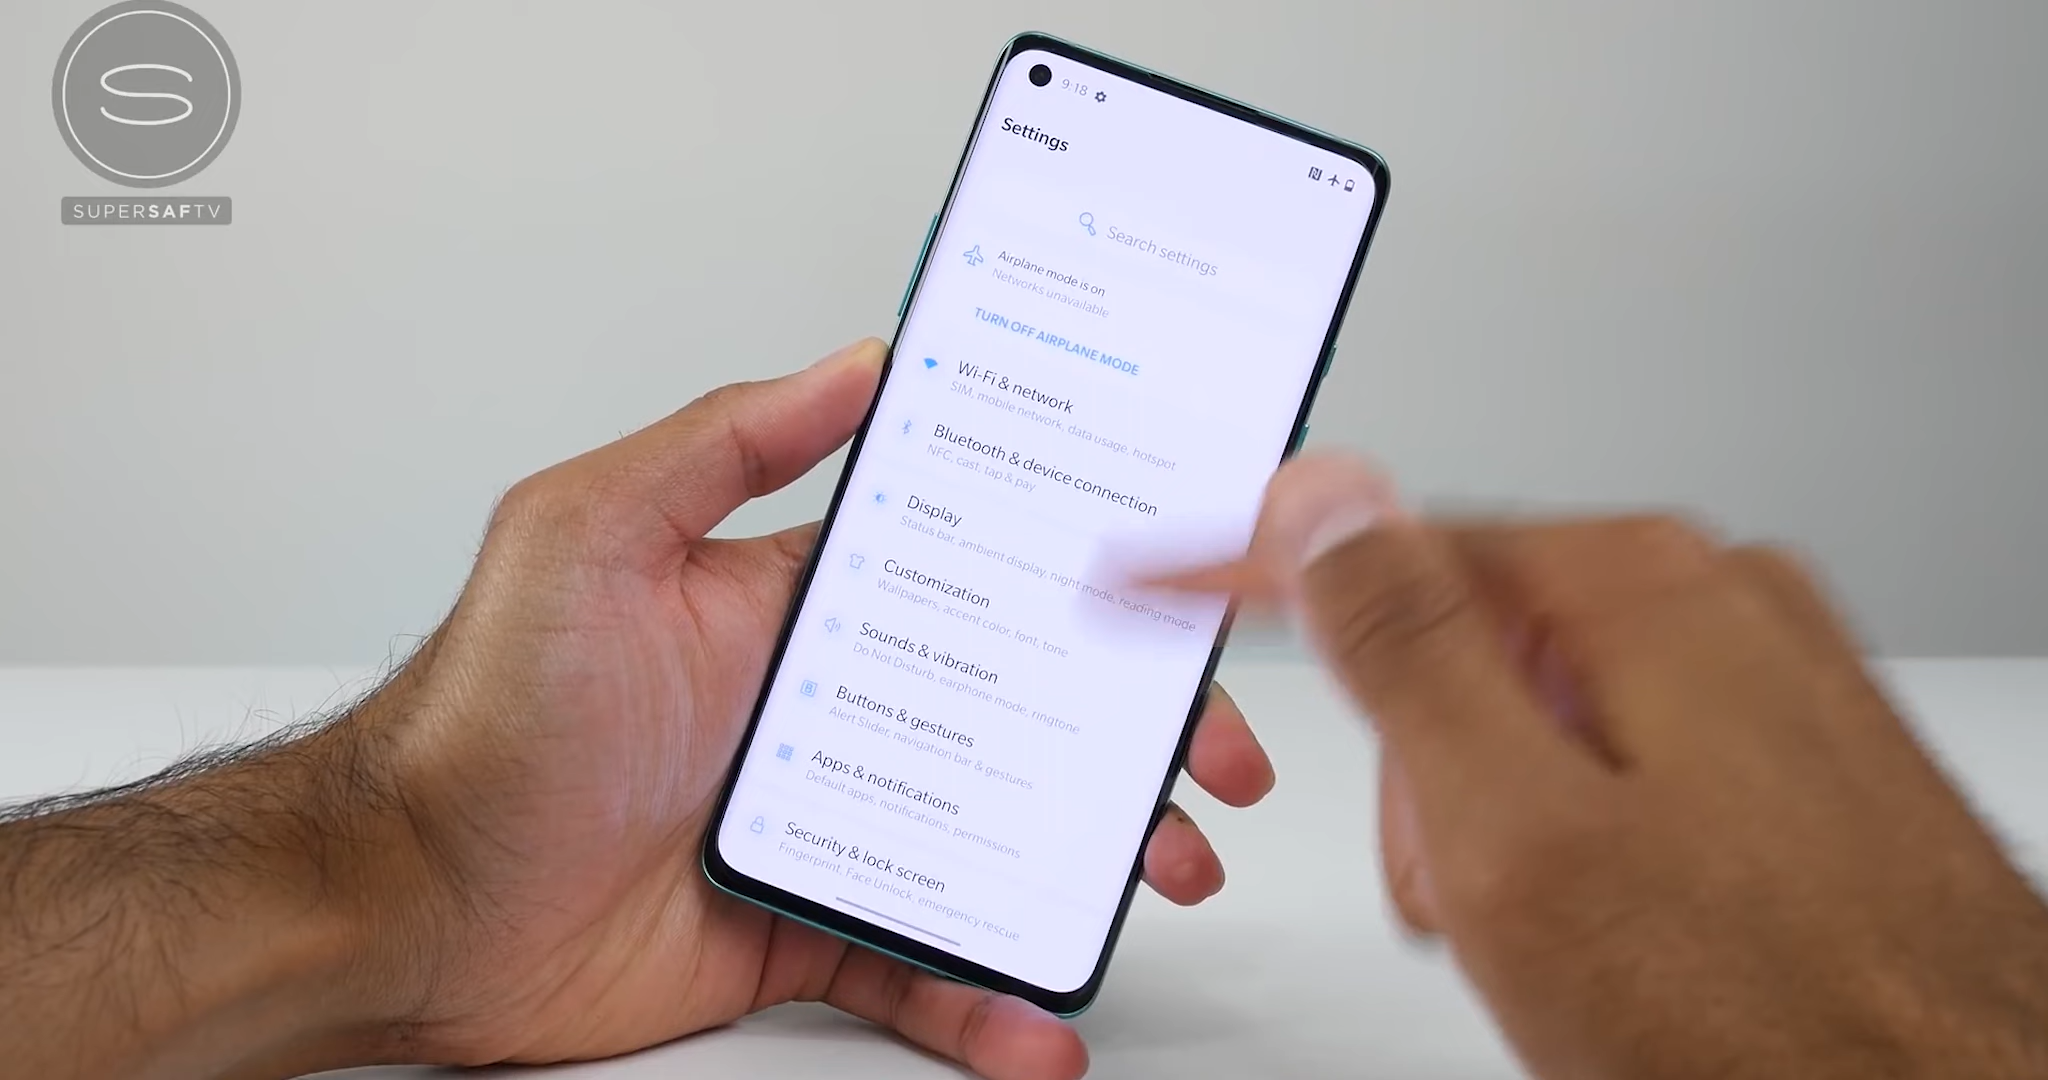 SUPERSAFTV
9:18
Settings
Search settings
Airplane mode is on
Networks unavailable
TURN OFF AIRPLANE MODE
Wi-Fi & network
SIM, mobile network, data usage, hotspot
Bluetooth & device connection
NFC, cast, tap & pay
Display
Status bar, ambient display, night mode, reading mode
Customization
Wallpapers, accent color, font, tone
Sounds & vibration
Do Not Disturb, earphone mode, ringtone
Buttons & gestures
Alert Slider, navigation bar & gestures
Apps & notifications
Default apps, notifications, permissions
Security & lock screen
Fingerprint, Face Unlock, emergency rescue